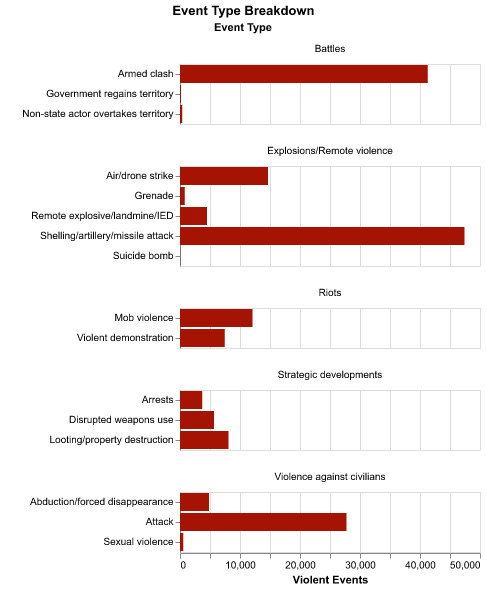 Event Type Breakdown
Event Type
Battles
Armed clash
Government regains territory
Non-state actor overtakes territory
Explosions/Remote violence
Air/drone strike
Grenade
Remote explosive/landmine/IED
Shelling/artillery/missile attack
Suicide bomb
Riots
Mob violence
Violent demonstration
Strategic developments
Arrests
Disrupted weapons use
Looting/property destruction
Violence against civilians
Abduction/forced disappearance
Attack
Sexual violence
0 10,000 20,000 30,000 40,000 50,000
Violent Events